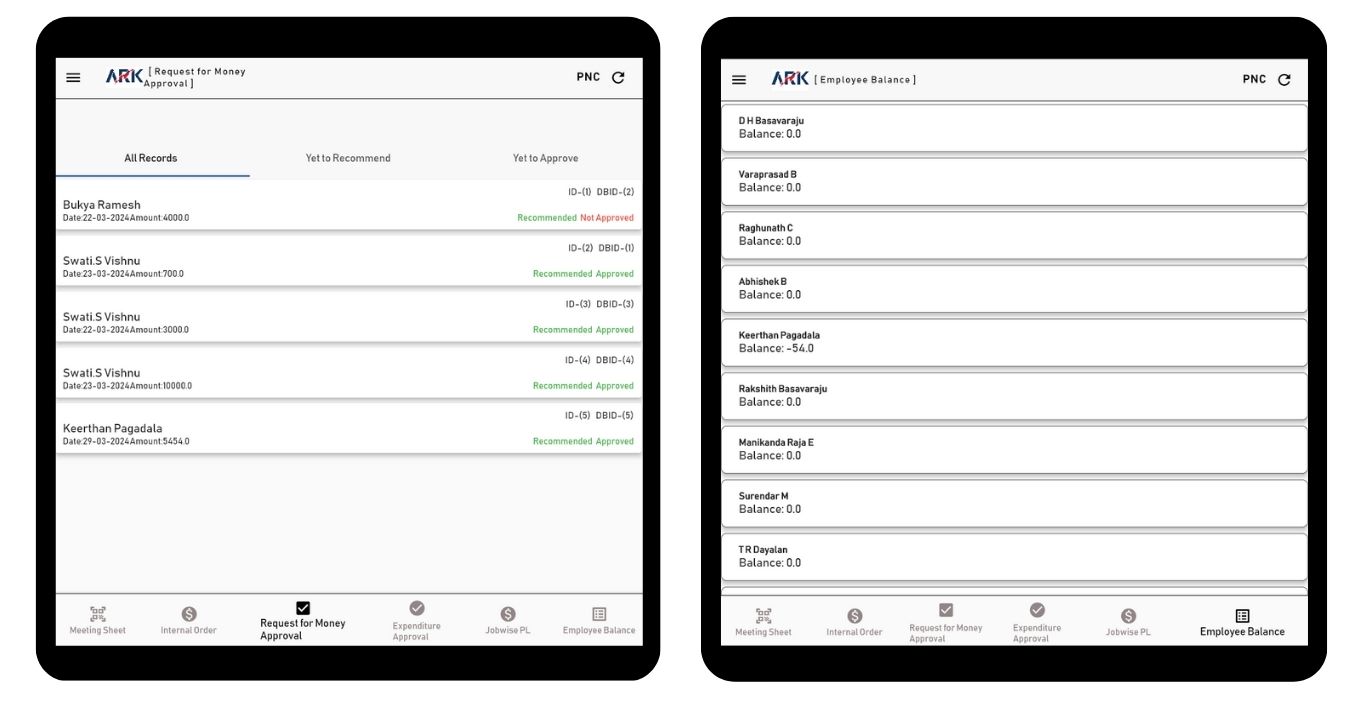 ARK [ Request for Money
Approval ]
PNC
All Records Yet to Recommend Yet to Approve
ID-(1) DBID-(2)
Bukya Ramesh
Date:22-03-2024Amount:4000.0 Recommended Not Approved
ID-(2) DBID-(1)
Swati.S Vishnu
Date:23-03-2024Amount:700.0 Recommended Approved
ID-(3) DBID-(3)
Swati.S Vishnu
Date:22-03-2024Amount:3000.0 Recommended Approved
ID-(4) DBID-(4)
Swati.S Vishnu
Date:23-03-2024Amount:10000.0 Recommended Approved
ID-(5) DBID-(5)
Keerthan Pagadala
Date:29-03-2024Amount:5454.0 Recommended Approved
Meeting Sheet
Internal Order
Request for Money
Approval
Expenditure
Approval
Jobwise PL
Employee Balance
ARK [ Employee Balance ]
PNC
D H Basavaraju
Balance: 0.0
Varaprasad B
Balance: 0.0
Raghunath C
Balance: 0.0
Abhishek B
Balance: 0.0
Keerthan Pagadala
Balance: -54.0
Rakshith Basavaraju
Balance: 0.0
Manikanda Raja E
Balance: 0.0
Surendar M
Balance: 0.0
T R Dayalan
Balance: 0.0
Meeting Sheet
Internal Order
Request for Money
Approval
Expenditure
Approval
Jobwise PL
Employee Balance